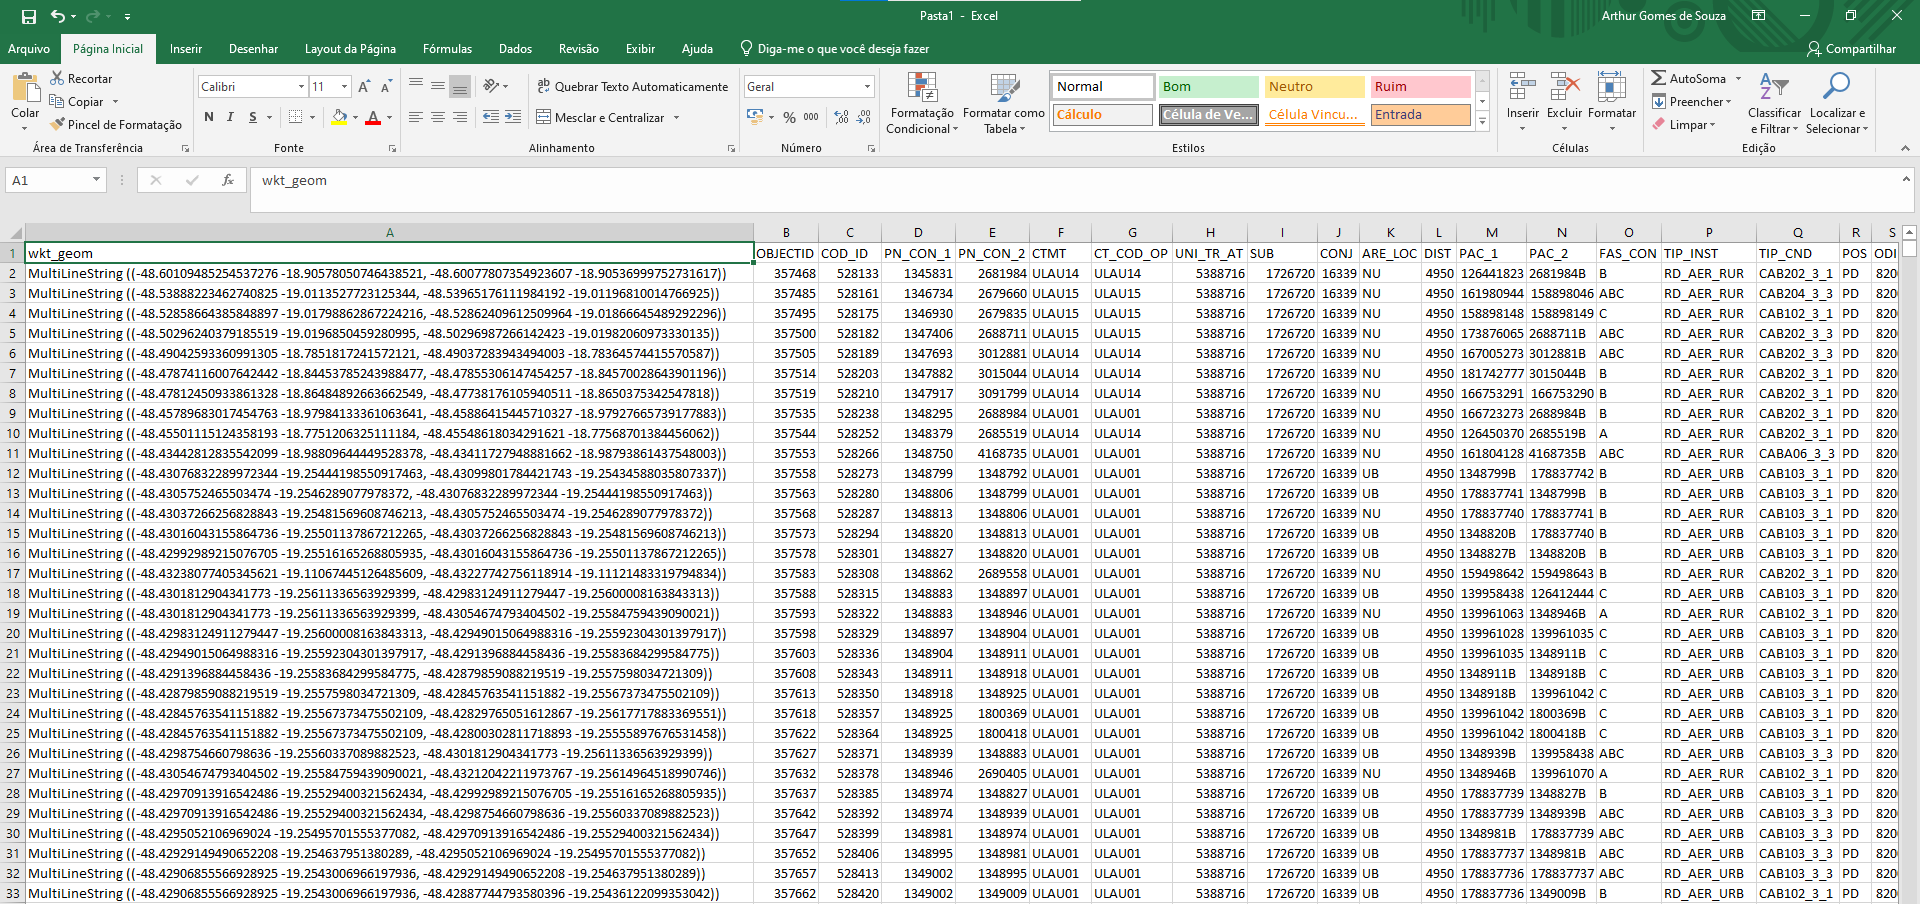 Pasta1 - Excel
Arthur Gomes de Souza
Arquivo Página Inicial Inserir Desenhar Layout da Página Fórmulas Dados Revisão Exibir Ajuda Diga-me o que você deseja fazer Compartilhar
Colar
Recortar
Copiar
Pincel de Formatação
Área de Transferência
Calibri 11
N I S
Fonte
Quebrar Texto Automaticamente
Mesclar e Centralizar
Alinhamento
Geral
% 000
Número
Formatação Condicional
Formatar como Tabela
Normal Bom Neutro Ruim
Cálculo Célula de Ve... Célula Vincu... Entrada
Estilos
Inserir Excluir Formatar
Células
AutoSoma
Preencher
Limpar
Classificar e Filtrar
Localizar e Selecionar
Edição
A1 fx wkt_geom
A B C D E F G H I J K L M N O P Q R S
1 wkt_geom OBJECTID COD_ID PN_CON_1 PN_CON_2 CTMT CT_COD_OP UNI_TR_AT SUB CONJ ARE_LOC DIST PAC_1 PAC_2 FAS_CON TIP_INST TIP_CND POS ODI
2 MultiLineString ((-48.60109485254537276 -18.90578050746438521, -48.60077807354923607 -18.90536999752731617)) 357468 528133 1345831 2681984 ULAU14 ULAU14 5388716 1726720 16339 NU 4950 126441823 2681984B B RD_AER_RUR CAB202_3_1 PD 820
3 MultiLineString ((-48.53888223462740825 -19.0113527723125344, -48.53965176111984192 -19.01196810014766925)) 357485 528161 1346734 2679660 ULAU15 ULAU15 5388716 1726720 16339 NU 4950 161980944 158898046 ABC RD_AER_RUR CAB204_3_3 PD 820
4 MultiLineString ((-48.52858664385848897 -19.01798862867224216, -48.52862409612509964 -19.01866645489292296)) 357495 528175 1346930 2679835 ULAU15 ULAU15 5388716 1726720 16339 NU 4950 158898148 158898149 C RD_AER_RUR CAB102_3_1 PD 820
5 MultiLineString ((-48.50296240379185519 -19.0196850459280995, -48.50296987266142423 -19.01982060973330135)) 357500 528182 1347406 2688711 ULAU15 ULAU15 5388716 1726720 16339 NU 4950 173876065 2688711B ABC RD_AER_RUR CAB202_3_3 PD 820
6 MultiLineString ((-48.49042593360991305 -18.7851817241572121, -48.49037283943494003 -18.78364574415570587)) 357505 528189 1347693 3012881 ULAU14 ULAU14 5388716 1726720 16339 NU 4950 167005273 3012881B ABC RD_AER_RUR CAB202_3_3 PD 820
7 MultiLineString ((-48.47874116007642442 -18.84453785243988477, -48.47855306147454257 -18.84570028643901196)) 357514 528203 1347882 3015044 ULAU14 ULAU14 5388716 1726720 16339 NU 4950 181742777 3015044B B RD_AER_RUR CAB202_3_1 PD 820
8 MultiLineString ((-48.47812450933861328 -18.86484892663662549, -48.47738176105940511 -18.8650375342547818)) 357519 528210 1347917 3091799 ULAU14 ULAU14 5388716 1726720 16339 NU 4950 166753291 166753290 B RD_AER_RUR CAB202_3_1 PD 820
9 MultiLineString ((-48.45789683017454763 -18.97984133361063641, -48.45886415445710327 -18.97927665739177883)) 357535 528238 1348295 2688984 ULAU01 ULAU01 5388716 1726720 16339 NU 4950 166723273 2688984B B RD_AER_RUR CAB202_3_1 PD 820
10 MultiLineString ((-48.45501115124358193 -18.7751206325111184, -48.45548618034291621 -18.77568701384456062)) 357544 528252 1348379 2685519 ULAU14 ULAU14 5388716 1726720 16339 NU 4950 126450370 2685519B A RD_AER_RUR CAB202_3_1 PD 820
11 MultiLineString ((-48.43442812835542099 -18.98809644449528378, -48.43411727948881662 -18.98793861437548003)) 357553 528266 1348750 4168735 ULAU01 ULAU01 5388716 1726720 16339 NU 4950 161804128 4168735B ABC RD_AER_RUR CABA06_3_3 PD 820
12 MultiLineString ((-48.43076832289972344 -19.25444198550917463, -48.43099801784421743 -19.25434588035807337)) 357558 528273 1348799 1348792 ULAU01 ULAU01 5388716 1726720 16339 UB 4950 1348799B 178837742 B RD_AER_URB CAB103_3_1 PD 820
13 MultiLineString ((-48.4305752465503474 -19.2546289077978372, -48.43076832289972344 -19.25444198550917463)) 357563 528280 1348806 1348799 ULAU01 ULAU01 5388716 1726720 16339 UB 4950 178837741 1348799B B RD_AER_URB CAB103_3_1 PD 820
14 MultiLineString ((-48.43037266256828843 -19.25481569608746213, -48.4305752465503474 -19.2546289077978372)) 357568 528287 1348813 1348806 ULAU01 ULAU01 5388716 1726720 16339 NU 4950 178837740 178837741 B RD_AER_URB CAB103_3_1 PD 820
15 MultiLineString ((-48.43016043155864736 -19.25501137867212265, -48.43037266256828843 -19.25481569608746213)) 357573 528294 1348820 1348813 ULAU01 ULAU01 5388716 1726720 16339 UB 4950 1348820B 178837740 B RD_AER_URB CAB103_3_1 PD 820
16 MultiLineString ((-48.42992989215076705 -19.25516165268805935, -48.43016043155864736 -19.25501137867212265)) 357578 528301 1348827 1348820 ULAU01 ULAU01 5388716 1726720 16339 UB 4950 1348827B 1348820B B RD_AER_URB CAB103_3_1 PD 820
17 MultiLineString ((-48.43238077405345621 -19.11067445126485609, -48.43227742756118914 -19.11121483319794834)) 357583 528308 1348862 2689558 ULAU01 ULAU01 5388716 1726720 16339 NU 4950 159498642 159498643 B RD_AER_RUR CAB202_3_1 PD 820
18 MultiLineString ((-48.4301812904341773 -19.25611336563929399, -48.42983124911279447 -19.25600008163843313)) 357588 528315 1348883 1348897 ULAU01 ULAU01 5388716 1726720 16339 UB 4950 139958438 126412444 C RD_AER_URB CAB103_3_1 PD 820
19 MultiLineString ((-48.4301812904341773 -19.25611336563929399, -48.43054674793404502 -19.25584759439090021)) 357593 528322 1348883 1348946 ULAU01 ULAU01 5388716 1726720 16339 NU 4950 139961063 1348946B A RD_AER_RUR CAB102_3_1 PD 820
20 MultiLineString ((-48.42983124911279447 -19.25600008163843313, -48.42949015064988316 -19.25592304301397917)) 357598 528329 1348897 1348904 ULAU01 ULAU01 5388716 1726720 16339 UB 4950 139961028 139961035 C RD_AER_URB CAB103_3_1 PD 820
21 MultiLineString ((-48.42949015064988316 -19.25592304301397917, -48.4291396884458436 -19.25583684299584775)) 357603 528336 1348904 1348911 ULAU01 ULAU01 5388716 1726720 16339 UB 4950 139961035 1348911B C RD_AER_URB CAB103_3_1 PD 820
22 MultiLineString ((-48.4291396884458436 -19.25583684299584775, -48.42879859088219519 -19.2557598034721309)) 357608 528343 1348911 1348918 ULAU01 ULAU01 5388716 1726720 16339 UB 4950 1348911B 1348918B C RD_AER_URB CAB103_3_1 PD 820
23 MultiLineString ((-48.42879859088219519 -19.2557598034721309, -48.42845763541151882 -19.25567373475502109)) 357613 528350 1348918 1348925 ULAU01 ULAU01 5388716 1726720 16339 UB 4950 1348918B 139961042 C RD_AER_URB CAB103_3_1 PD 820
24 MultiLineString ((-48.42845763541151882 -19.25567373475502109, -48.42829765051612867 -19.25617717883369551)) 357618 528357 1348925 1800369 ULAU01 ULAU01 5388716 1726720 16339 UB 4950 139961042 1800369B C RD_AER_URB CAB103_3_1 PD 820
25 MultiLineString ((-48.42845763541151882 -19.25567373475502109, -48.42800302811718893 -19.25555897676531458)) 357622 528364 1348925 1800418 ULAU01 ULAU01 5388716 1726720 16339 UB 4950 139961042 1800418B C RD_AER_URB CAB103_3_1 PD 820
26 MultiLineString ((-48.4298754660798636 -19.25560337089882523, -48.4301812904341773 -19.25611336563929399)) 357627 528371 1348939 1348883 ULAU01 ULAU01 5388716 1726720 16339 UB 4950 1348939B 139958438 ABC RD_AER_URB CAB103_3_3 PD 820
27 MultiLineString ((-48.43054674793404502 -19.25584759439090021, -48.43212042211973767 -19.25614964518990746)) 357632 528378 1348946 2690405 ULAU01 ULAU01 5388716 1726720 16339 NU 4950 1348946B 139961070 A RD_AER_RUR CAB102_3_1 PD 820
28 MultiLineString ((-48.42970913916542486 -19.25529400321562434, -48.42992989215076705 -19.25516165268805935)) 357637 528385 1348974 1348827 ULAU01 ULAU01 5388716 1726720 16339 UB 4950 178837739 1348827B B RD_AER_URB CAB103_3_1 PD 820
29 MultiLineString ((-48.42970913916542486 -19.25529400321562434, -48.4298754660798636 -19.25560337089882523)) 357642 528392 1348974 1348939 ULAU01 ULAU01 5388716 1726720 16339 UB 4950 178837739 1348939B ABC RD_AER_URB CAB103_3_3 PD 820
30 MultiLineString ((-48.4295052106969024 -19.25495701555377082, -48.42970913916542486 -19.25529400321562434)) 357647 528399 1348981 1348974 ULAU01 ULAU01 5388716 1726720 16339 UB 4950 1348981B 178837739 ABC RD_AER_URB CAB103_3_3 PD 820
31 MultiLineString ((-48.42929149490652208 -19.254637951380289, -48.4295052106969024 -19.25495701555377082)) 357652 528406 1348995 1348981 ULAU01 ULAU01 5388716 1726720 16339 UB 4950 178837737 1348981B ABC RD_AER_URB CAB103_3_3 PD 820
32 MultiLineString ((-48.42906855566928925 -19.2543006966197936, -48.42929149490652208 -19.254637951380289)) 357657 528413 1349002 1348995 ULAU01 ULAU01 5388716 1726720 16339 UB 4950 178837736 178837737 ABC RD_AER_URB CAB103_3_3 PD 820
33 MultiLineString ((-48.42906855566928925 -19.2543006966197936, -48.42887744793580396 -19.25436122099353042)) 357662 528420 1349002 1349009 ULAU01 ULAU01 5388716 1726720 16339 UB 4950 178837736 1349009B B RD_AER_URB CAB102_3_1 PD 820